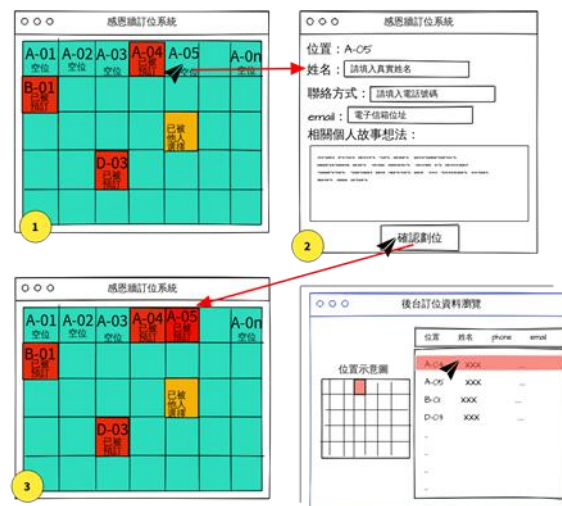 感恩牆訂位系統
A-01 A-02 A-03 A-04 A-05 A-0n
空位 空位 空位 已被預訂 空位 空位
B-01
已被
預訂
已被
他人
選擇
D-03
已被
預訂
1
感恩牆訂位系統
位置：A-05
姓名： 請填入真實姓名
聯絡方式： 請填入電話號碼
email： 電子信箱位址
相關個人故事想法：
確認劃位
2
感恩牆訂位系統
A-01 A-02 A-03 A-04 A-05 A-0n
空位 空位 空位 已被預訂 已被預訂 空位
B-01
已被
預訂
已被
他人
選擇
D-03
已被
預訂
3
後台訂位資料瀏覽
位置 姓名 phone email
位置示意圖
A-04 XXX ...
A-05 XXX ...
B-01 XXX ...
D-03 XXX ...